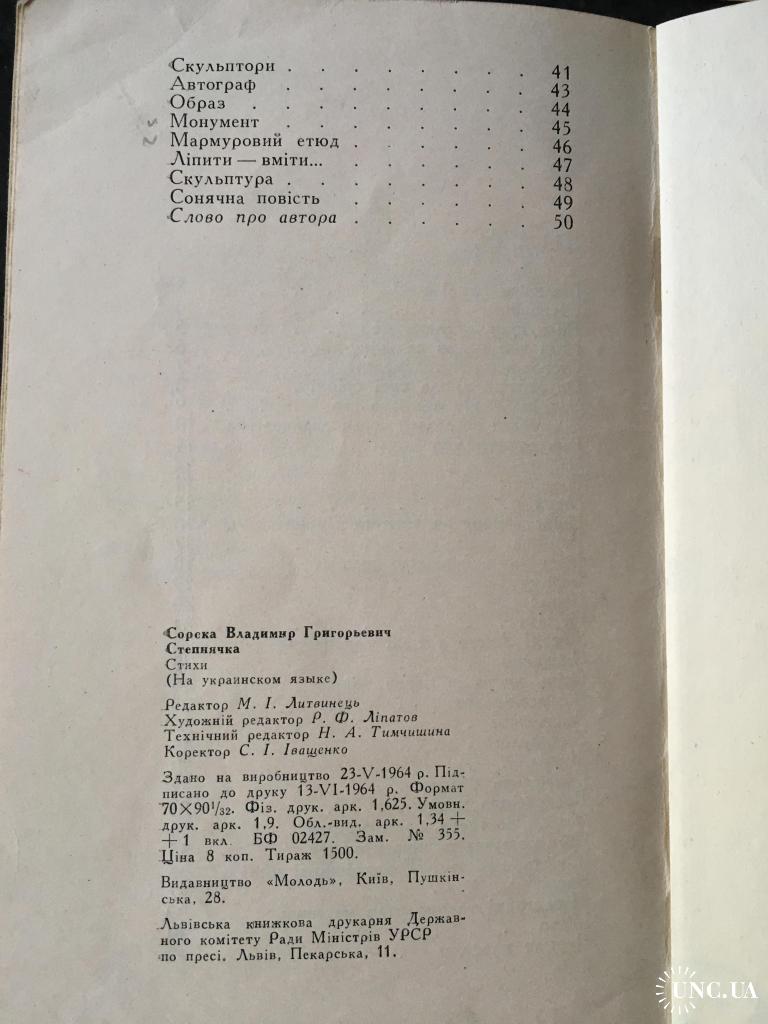 Скульптори . . . . . . . . 41
Автограф . . . . . . . . 43
Образ . . . . . . . . . 44
Монумент . . . . . . . . 45
Мармуровий етюд . . . . . . 46
Ліпити — вміти... . . . . . . . 47
Скульптура . . . . . . . . 48
Сонячна повість . . . . . . . 49
Слово про автора . . . . . . 50
Сорока Владимир Григорьевич
Степнячка
Стихи
(На украинском языке)
Редактор М. І. Литвинець
Художній редактор Р. Ф. Ліпатов
Технічний редактор Н. А. Тимчишина
Коректор С. І. Іващенко
Здано на виробництво 23-V-1964 р. Під-
писано до друку 13-VI-1964 р. Формат
70×90¹/₃₂. Фіз. друк. арк. 1,625. Умовн.
друк. арк. 1,9. Обл.-вид. арк. 1,34 +
+ 1 вкл. БФ 02427. Зам. № 355.
Ціна 8 коп. Тираж 1500.
Видавництво «Молодь», Київ, Пушкін-
ська, 28.
Львівська книжкова друкарня Держав-
ного комітету Ради Міністрів УРСР
по пресі. Львів, Пекарська, 11.
UNC.UA